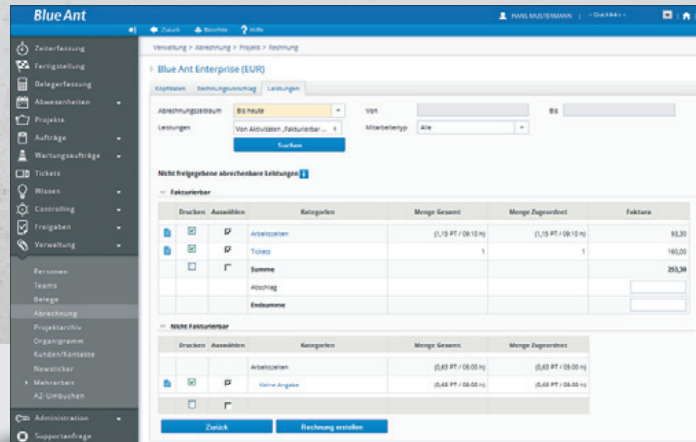 Blue Ant
HANS MUSTERMANN | - Quicklinks -
Zurück Berichte Hilfe
Zeiterfassung
Fertigstellung
Belegerfassung
Abwesenheiten
Projekte
Aufträge
Wartungsaufträge
Tickets
Wissen
Controlling
Freigaben
Verwaltung
Personen
Teams
Belege
Abrechnung
Projektarchiv
Organigramm
Kunden/Kontakte
Newsticker
Mehrarbeit
AZ-Umbuchen
Administration
Supportanfrage
Verwaltung > Abrechnung > Projekt > Rechnung
Blue Ant Enterprise (EUR)
Kopfdaten Rechnungsvorschlag Leistungen
Abrechnungszeitraum Bis heute Von Bis
Leistungen Von Aktivitäten „Fakturierbar ... Mitarbeitertyp Alle
Suchen
Nicht freigegebene abrechenbare Leistungen
Fakturierbar
Drucken Auswählen Kategorien Menge Gesamt Menge Zugeordnet Faktura
Arbeitszeiten (1,15 PT / 09:10 h) (1,15 PT / 09:10 h) 93,30
Tickets 1 1 160,00
Summe 253,30
Abschlag
Endsumme
Nicht Fakturierbar
Drucken Auswählen Kategorien Menge Gesamt Menge Zugeordnet
Arbeitszeiten (0,63 PT / 05:00 h) (0,63 PT / 05:00 h)
Keine Angabe (0,63 PT / 05:00 h) (0,63 PT / 05:00 h)
Zurück Rechnung erstellen